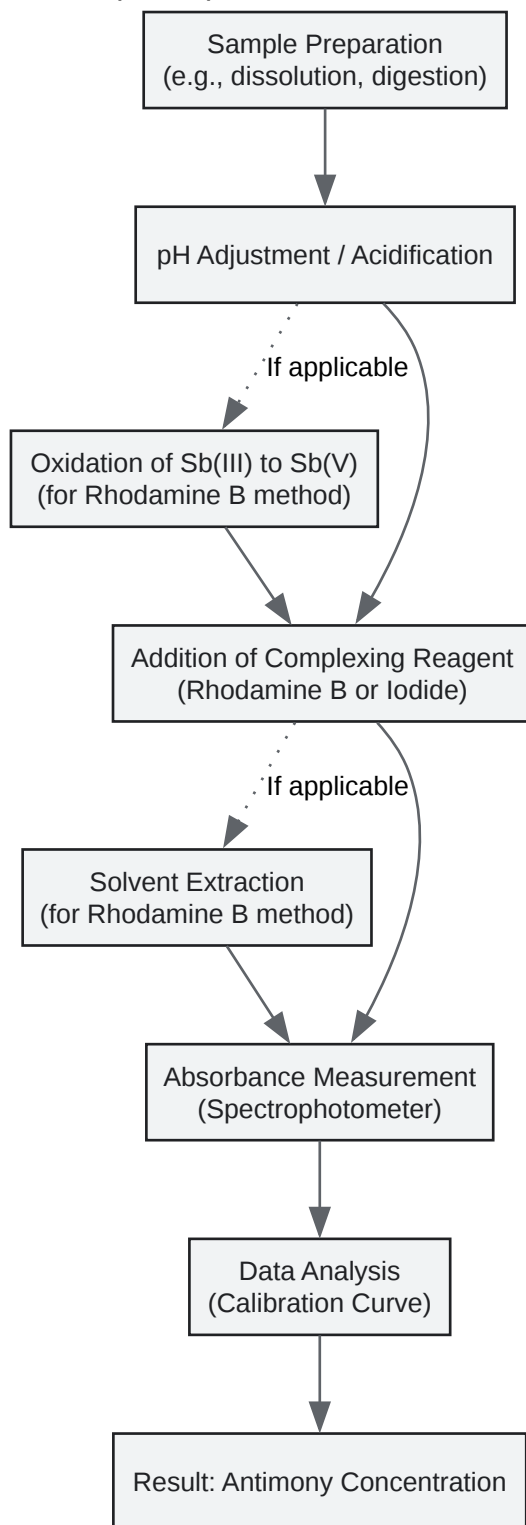 Sample Preparation
(e.g., dissolution, digestion)
pH Adjustment / Acidification
If applicable
Oxidation of Sb(III) to Sb(V)
(for Rhodamine B method)
Addition of Complexing Reagent
(Rhodamine B or Iodide)
If applicable
Solvent Extraction
(for Rhodamine B method)
Absorbance Measurement
(Spectrophotometer)
Data Analysis
(Calibration Curve)
Result: Antimony Concentration